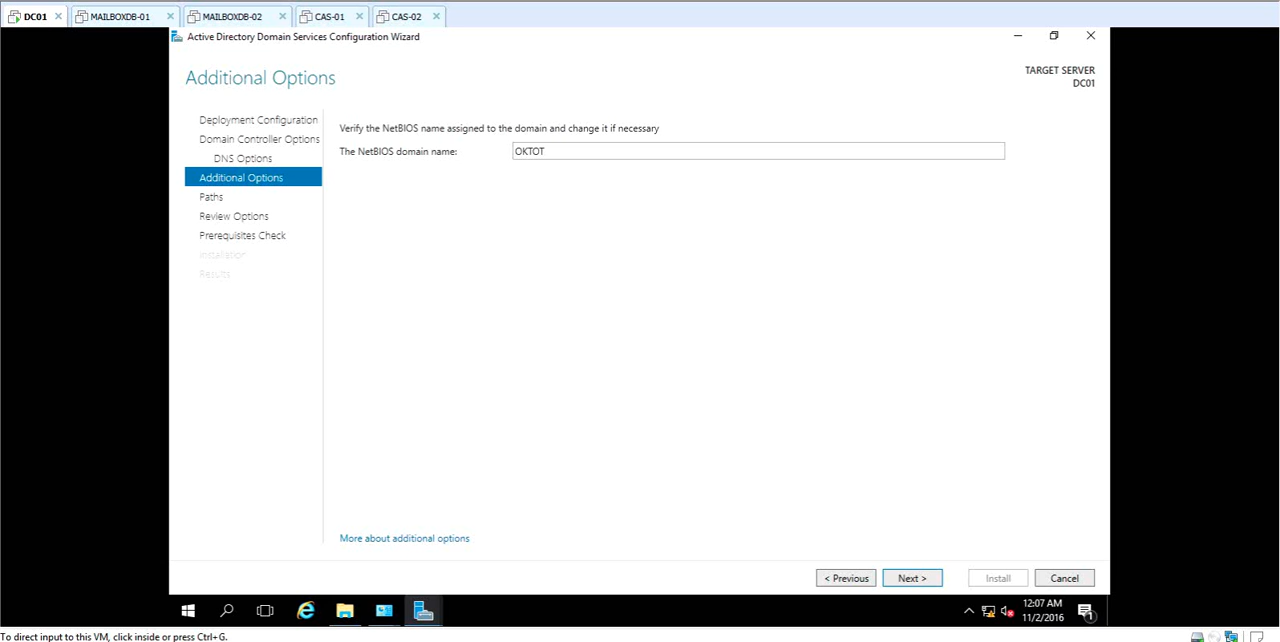 DC01 MAILBOXDB-01 MAILBOXDB-02 CAS-01 CAS-02
Active Directory Domain Services Configuration Wizard
Additional Options
TARGET SERVER
DC01
Deployment Configuration
Domain Controller Options
DNS Options
Additional Options
Paths
Review Options
Prerequisites Check
Installation
Results
Verify the NetBIOS name assigned to the domain and change it if necessary
The NetBIOS domain name: OKTOT
More about additional options
< Previous Next > Install Cancel
12:07 AM
11/2/2016
1
To direct input to this VM, click inside or press Ctrl+G.